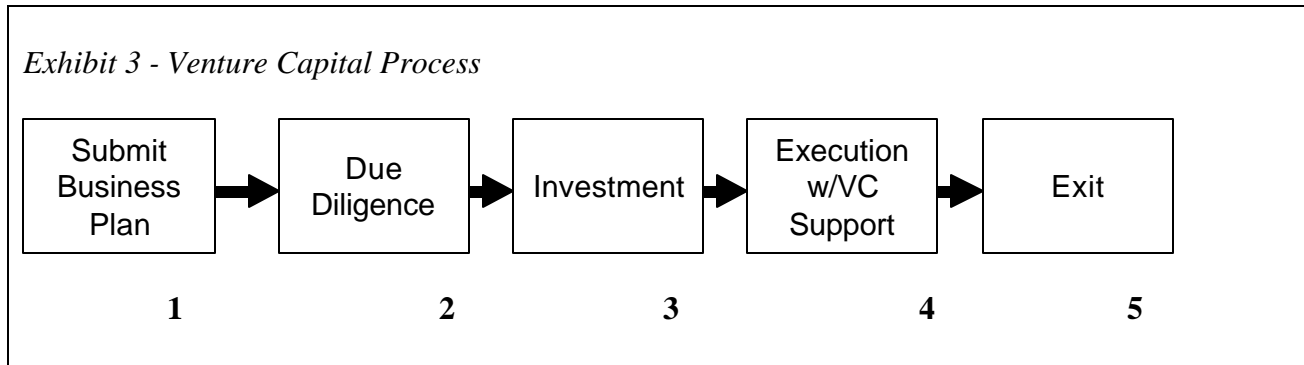 Exhibit 3 - Venture Capital Process
Submit
Business
Plan
Due
Diligence
Investment
Execution
w/VC
Support
Exit
1 2 3 4 5